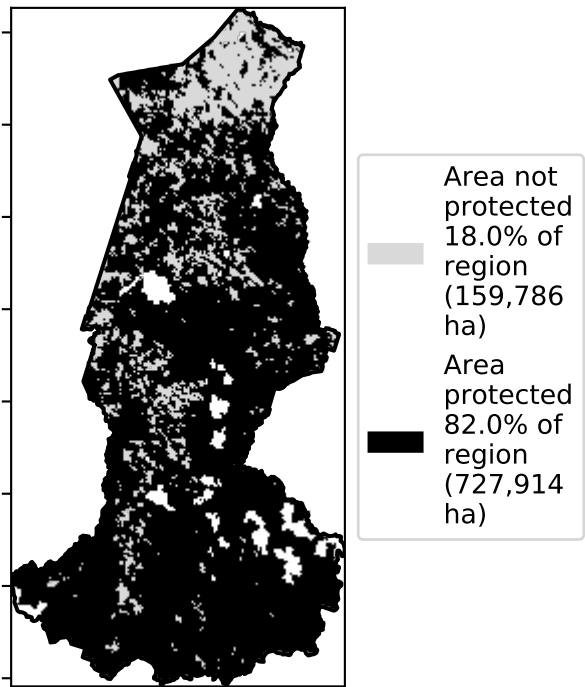 Area not
protected
18.0% of
region
(159,786
ha)
Area
protected
82.0% of
region
(727,914
ha)